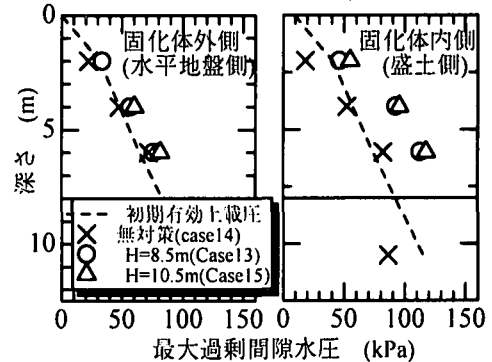 0
5
10
深さ (m)
固化体外側
(水平地盤側)
固化体内側
(盛土側)
初期有効上載圧
無対策(case14)
H=8.5m(Case13)
H=10.5m(Case15)
0 50 100 0 50 100 150
最大過剰間隙水圧 (kPa)